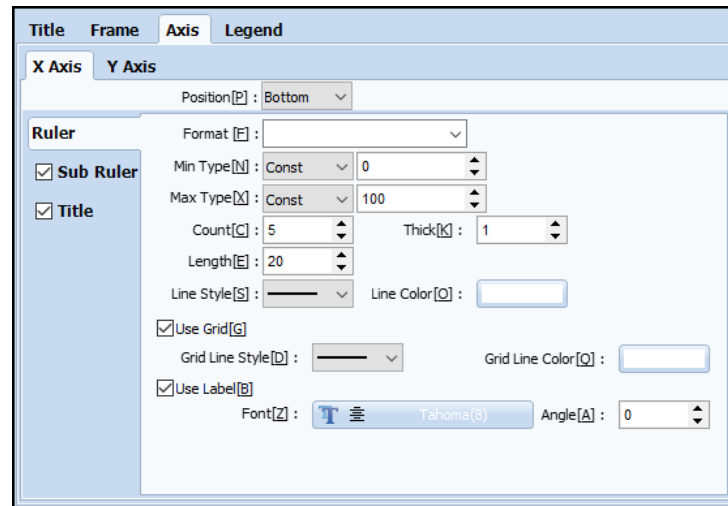 Title Frame Axis Legend
X Axis Y Axis
Position[P] : Bottom
Ruler
Format [F] :
Sub Ruler
Min Type[N] : Const 0
Title
Max Type[X] : Const 100
Count[C] : 5 Thick[K] : 1
Length[E] : 20
Line Style[S] : Line Color[O] :
Use Grid[G]
Grid Line Style[D] : Grid Line Color[Q] :
Use Label[B]
Font[Z] : Tahoma(8) Angle[A] : 0